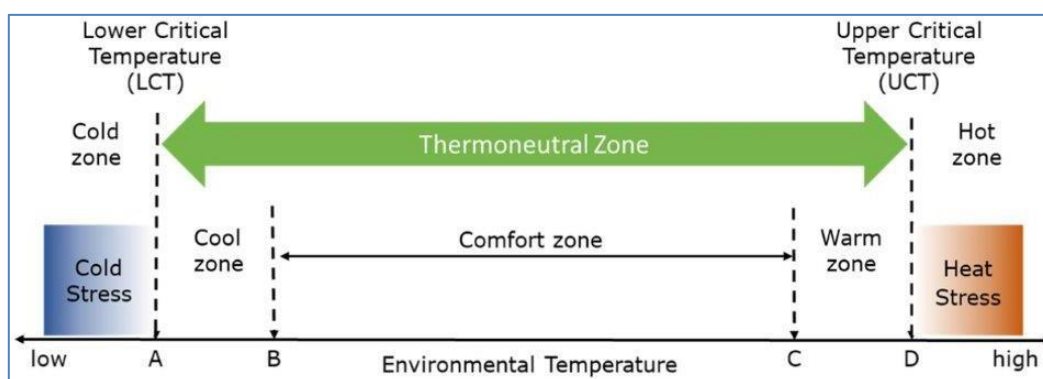 Lower Critical
Temperature
(LCT)
Upper Critical
Temperature
(UCT)
Cold
zone
Thermoneutral Zone
Hot
zone
Cold
Stress
Cool
zone
Comfort zone
Warm
zone
Heat
Stress
low
A
B
Environmental Temperature
C
D
high